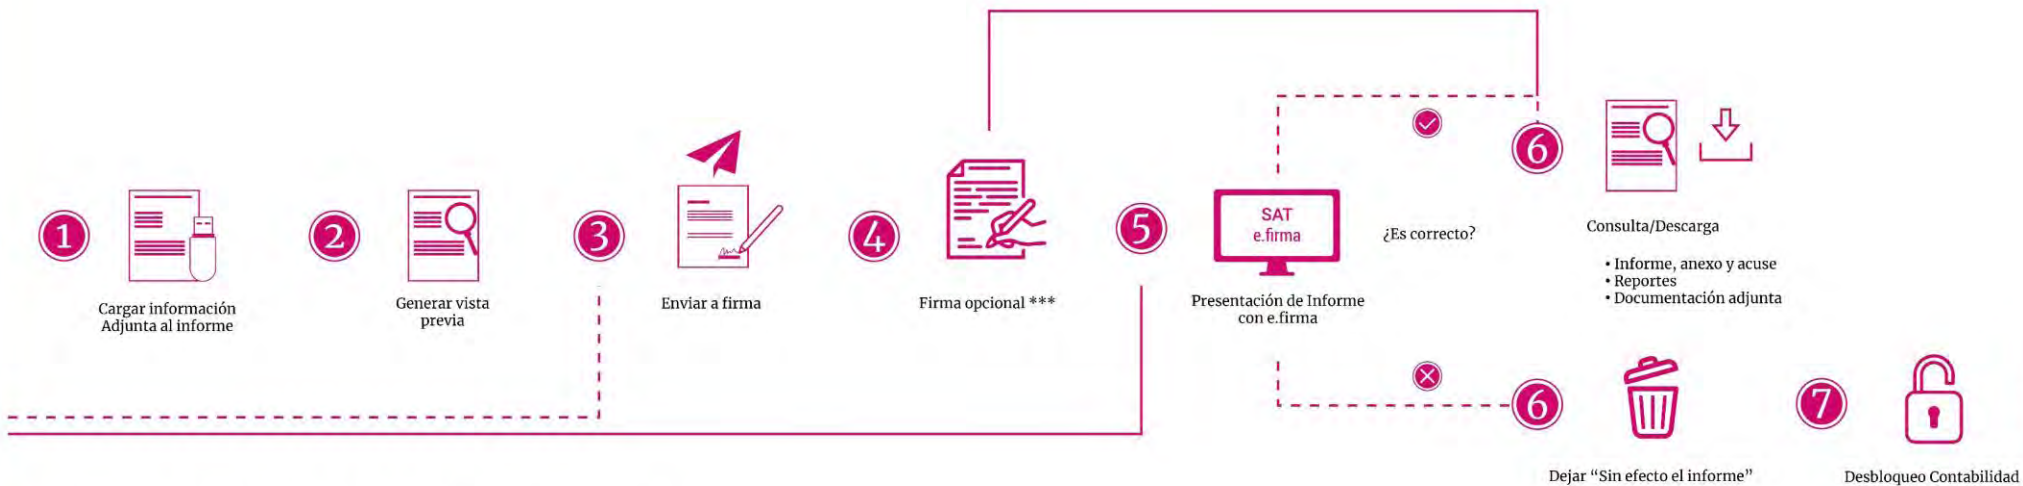 1
Cargar información
Adjunta al informe
2
Generar vista
previa
3
Enviar a firma
4
Firma opcional ***
5
SAT
e.firma
Presentación de Informe
con e.firma
¿Es correcto?
6
Consulta/Descarga
• Informe, anexo y acuse
• Reportes
• Documentación adjunta
6
Dejar “Sin efecto el informe”
7
Desbloqueo Contabilidad